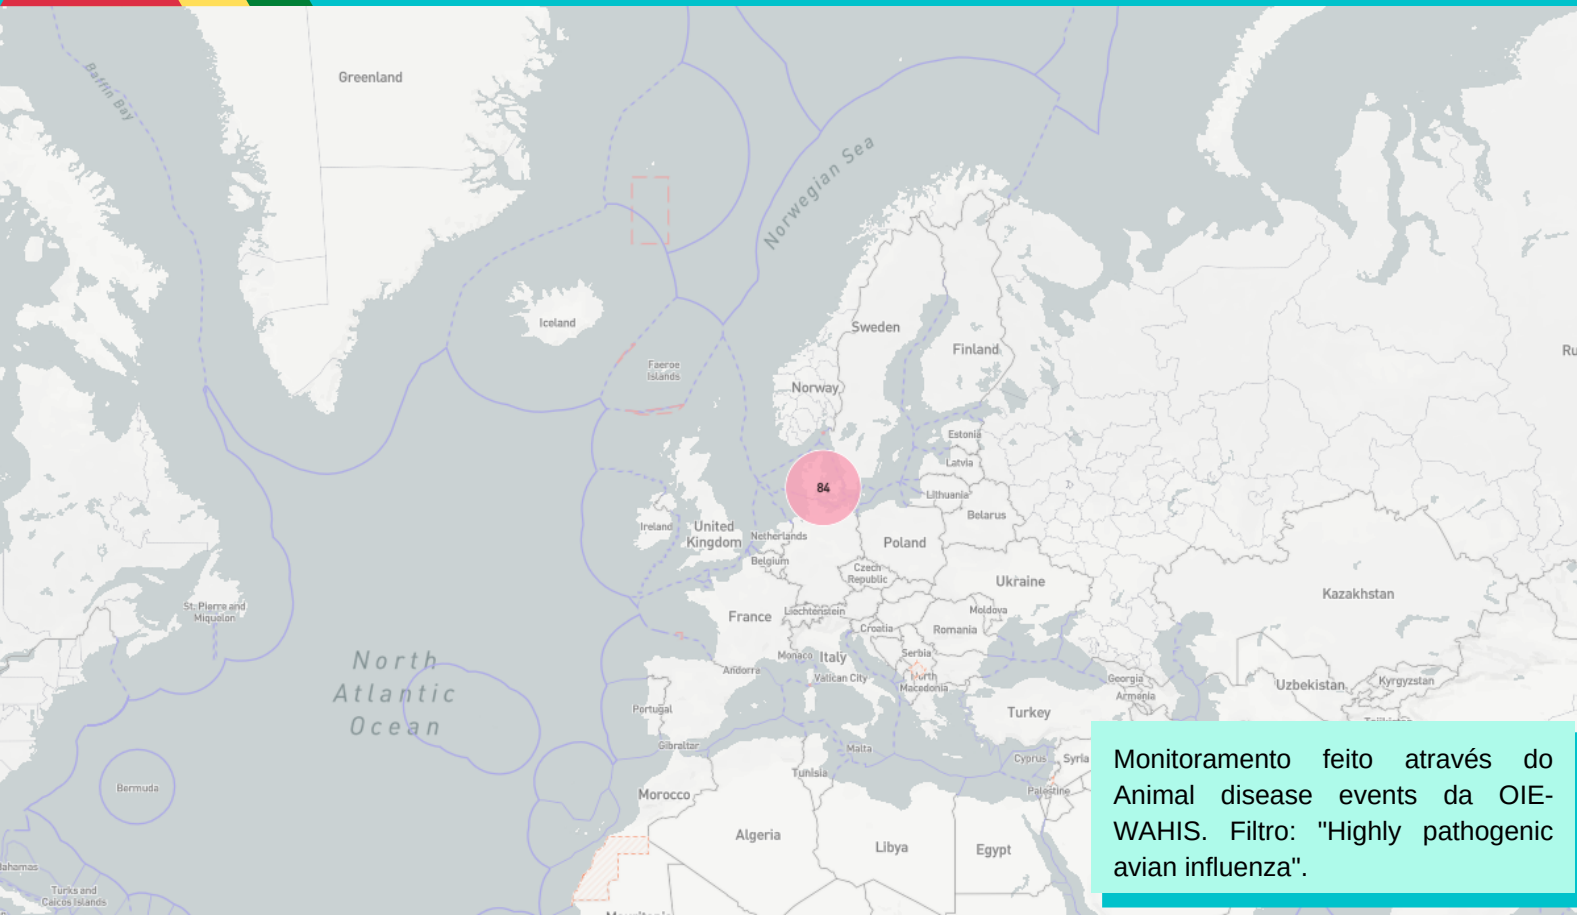 Baffin Bay
Greenland
Norwegian Sea
Iceland
Sweden
Finland
Faeroe
Islands
Norway
Estonia
Latvia
84
Lithuania
Belarus
Ireland
United
Kingdom
Netherlands
Poland
Belgium
Czech
Republic
Ukraine
Kazakhstan
St. Pierre and
Miquelon
France
Liechtenstein
Moldova
Croatia
Romania
North
Atlantic
Ocean
Monaco
Italy
Serbia
Andorra
Vatican City
North
Macedonia
Georgia
Armenia
Uzbekistan
Kyrgyzstan
Portugal
Turkey
Gibraltar
Malta
Cyprus
Syria
Tunisia
Bermuda
Morocco
Palestine
Algeria
Libya
Egypt
Turks and
Caicos Islands
Monitoramento feito através do
Animal disease events da OIE-
WAHIS. Filtro: "Highly pathogenic
avian influenza".